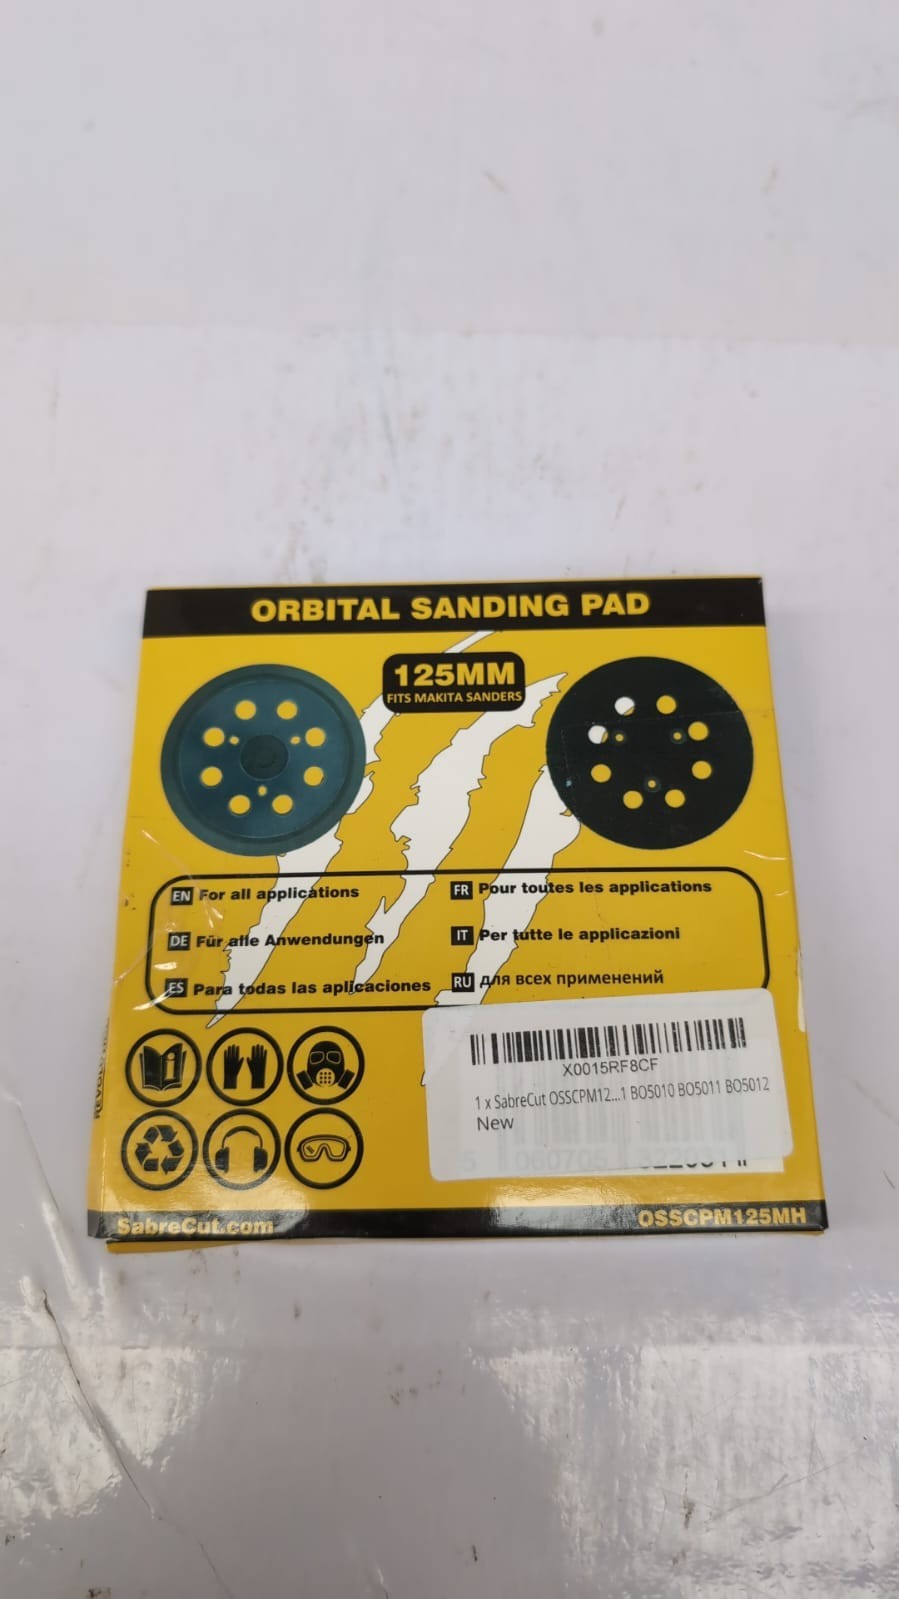 ORBITAL SANDING PAD
125MM
FITS MAKITA SANDERS
EN For all applications
FR Pour toutes les applications
DE Für alle Anwendungen
IT Per tutte le applicazioni
ES Para todas las aplicaciones
RU для всех применений
X0015RF8CF
1 x SabreCut OSSCPM12...1 BO5010 BO5011 BO5012
New
5 060705
SabreCut.com
OSSCPM125MH